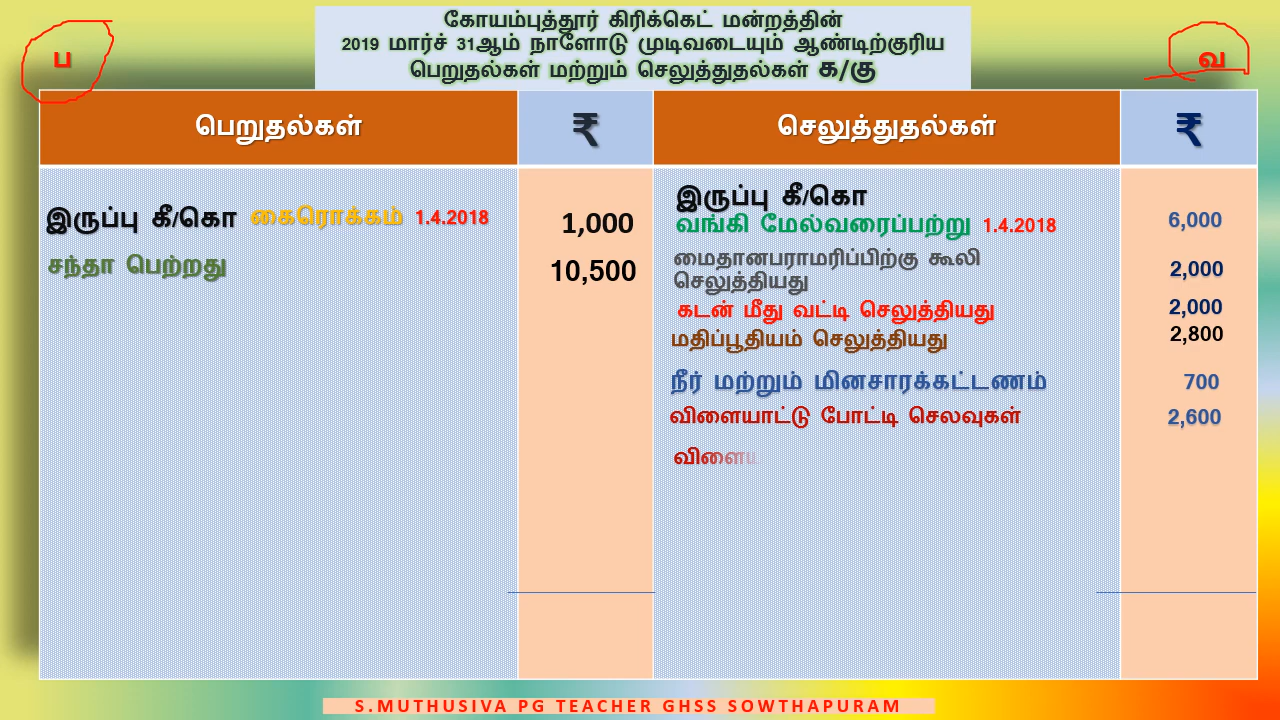 கோயம்புத்தூர் கிரிக்கெட் மன்றத்தின்
2019 மார்ச் 31ஆம் நாளோடு முடிவடையும் ஆண்டிற்குரிய
பெறுதல்கள் மற்றும் செலுத்துதல்கள் க/கு
ப
வ
பெறுதல்கள் ₹ செலுத்துதல்கள் ₹
இருப்பு கீ/கொ கைரொக்கம் 1.4.2018 1,000
சந்தா பெற்றது 10,500
இருப்பு கீ/கொ
வங்கி மேல்வரைப்பற்று 1.4.2018 6,000
மைதானபராமரிப்பிற்கு கூலி
செலுத்தியது 2,000
கடன் மீது வட்டி செலுத்தியது 2,000
மதிப்பூதியம் செலுத்தியது 2,800
நீர் மற்றும் மினசாரக்கட்டணம் 700
விளையாட்டு போட்டி செலவுகள் 2,600
S.MUTHUSIVA PG TEACHER GHSS SOWTHAPURAM